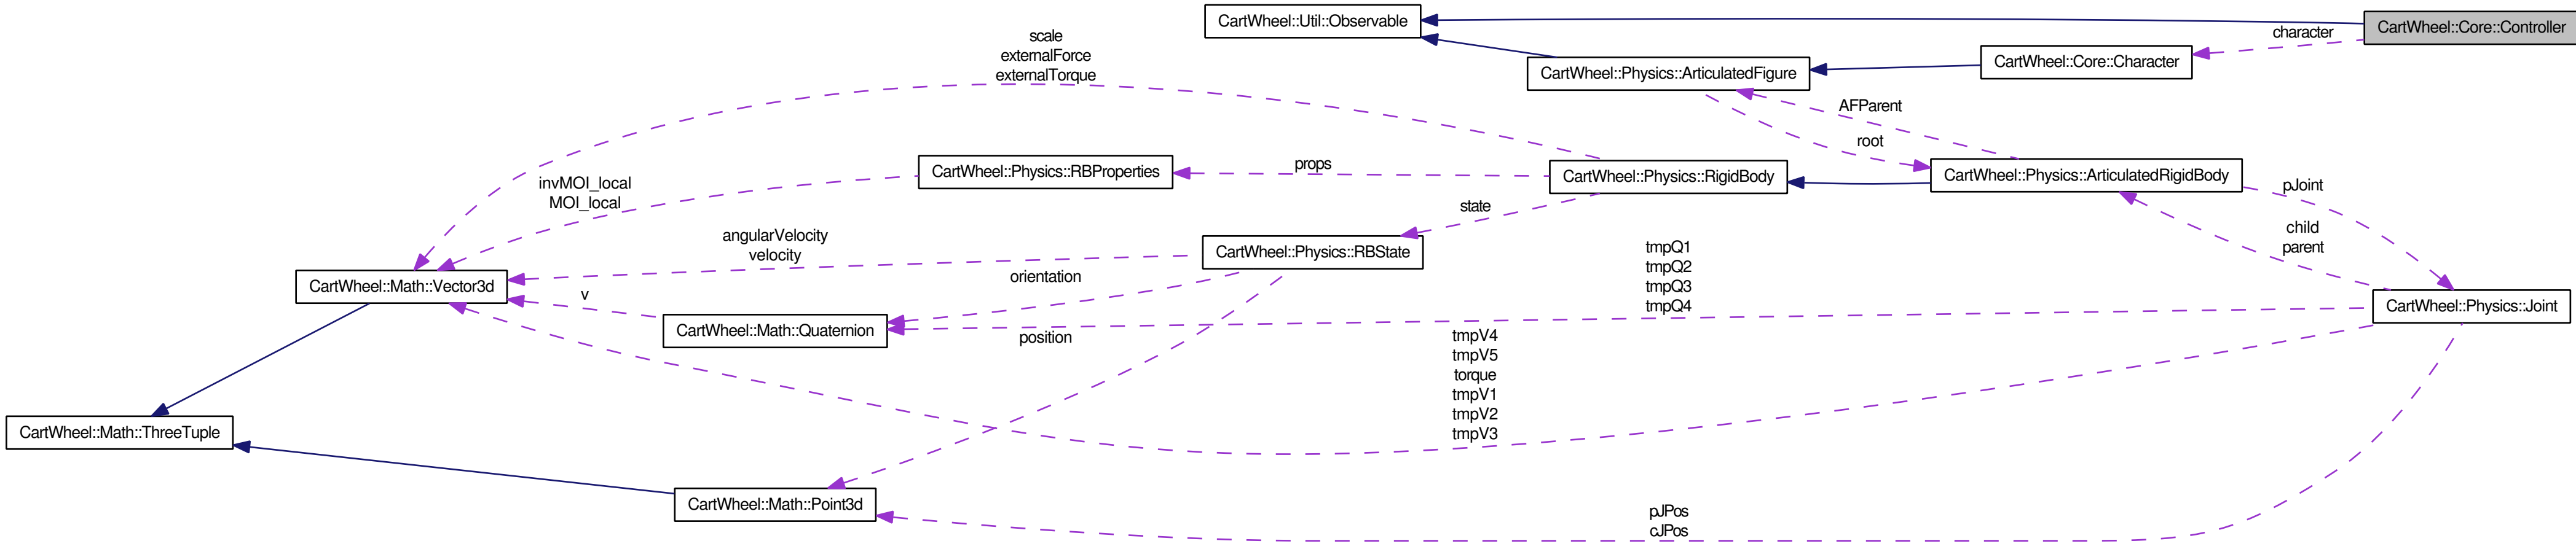 CartWheel::Util::Observable
CartWheel::Core::Controller
character
scale
externalForce
externalTorque
CartWheel::Core::Character
CartWheel::Physics::ArticulatedFigure
AFParent
root
props
CartWheel::Physics::RBProperties
CartWheel::Physics::RigidBody
CartWheel::Physics::ArticulatedRigidBody
invMOI_local
MOI_local
pJoint
state
child
parent
angularVelocity
velocity
CartWheel::Physics::RBState
tmpQ1
tmpQ2
tmpQ3
tmpQ4
orientation
CartWheel::Math::Vector3d
v
CartWheel::Physics::Joint
CartWheel::Math::Quaternion
position
tmpV4
tmpV5
torque
tmpV1
tmpV2
tmpV3
CartWheel::Math::ThreeTuple
CartWheel::Math::Point3d
pJPos
cJPos